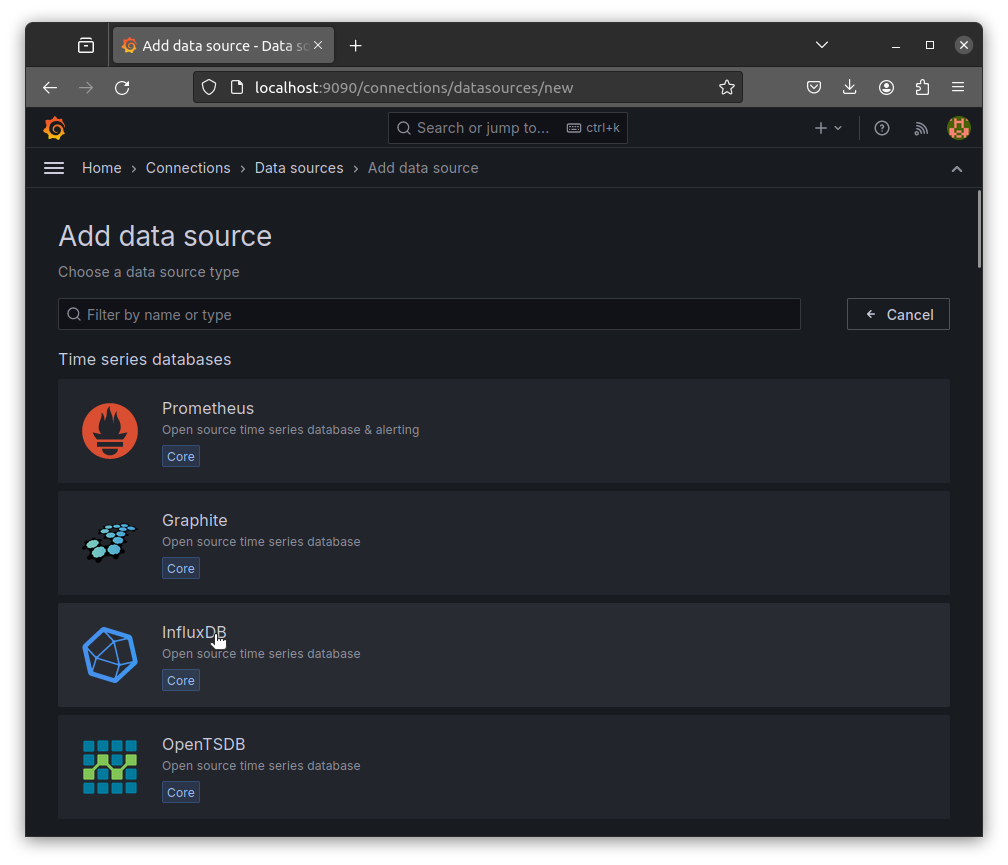 Add data source - Data so
localhost:9090/connections/datasources/new
Search or jump to... ctrl+k
Home › Connections › Data sources › Add data source
Add data source
Choose a data source type
Filter by name or type
Cancel
Time series databases
Prometheus
Open source time series database & alerting
Core
Graphite
Open source time series database
Core
InfluxDB
Open source time series database
Core
OpenTSDB
Open source time series database
Core